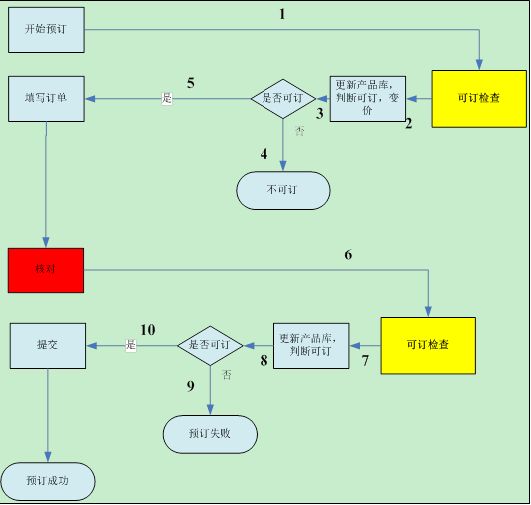 1
开始预订
5
填写订单
是
是否可订
3
更新产品库，
判断可订，变
价
2
可订检查
4
否
不可订
6
核对
10
提交
是
是否可订
8
更新产品库，
判断可订
7
可订检查
9
否
预订失败
预订成功